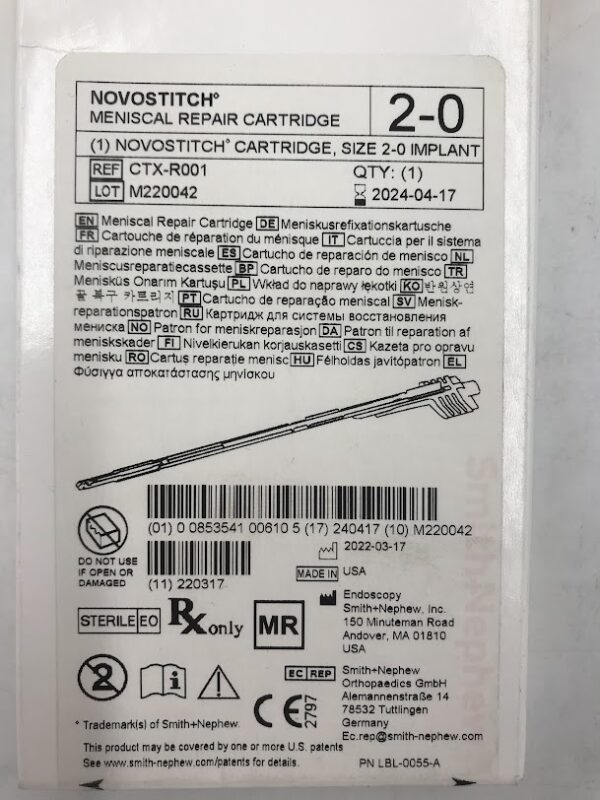 NOVOSTITCH°
MENISCAL REPAIR CARTRIDGE
2-0
(1) NOVOSTITCH° CARTRIDGE, SIZE 2-0 IMPLANT
REF CTX-R001 QTY: (1)
LOT M220042 2024-04-17
EN Meniscal Repair Cartridge DE Meniskusrefixationskartusche
FR Cartouche de réparation du ménisque IT Cartuccia per il sistema
di riparazione meniscale ES Cartucho de reparación de menisco NL
Meniscusreparatiecassette BP Cartucho de reparo do menisco TR
Menisküs Onarım Kartuşu PL Wkład do naprawy łękotki KO 반원상연
골 복구 카트리지 PT Cartucho de reparação meniscal SV Menisk-
reparationspatron RU Картридж для системы восстановления
мениска NO Patron for meniskreparasjon DA Patron til reparation af
meniskskader FI Nivelkierukan korjauskasetti CS Kazeta pro opravu
menisku RO Cartuș reparație menisc HU Félholdas javítópatron EL
Φύσιγγα αποκατάστασης μηνίσκου
(01) 0 0853541 00610 5 (17) 240417 (10) M220042
DO NOT USE
IF OPEN OR
DAMAGED
(11) 220317
2022-03-17
MADE IN USA
STERILE EO
Rx only
MR
Endoscopy
Smith+Nephew, Inc.
150 Minuteman Road
Andover, MA 01810
USA
2
i
CE 2797
EC REP Smith+Nephew
Orthopaedics GmbH
Alemannenstraße 14
78532 Tuttlingen
Germany
Ec.rep@smith-nephew.com
° Trademark(s) of Smith+Nephew.
This product may be covered by one or more U.S. patents
See www.smith-nephew.com/patents for details.
PN LBL-0055-A
Smith+Nephew